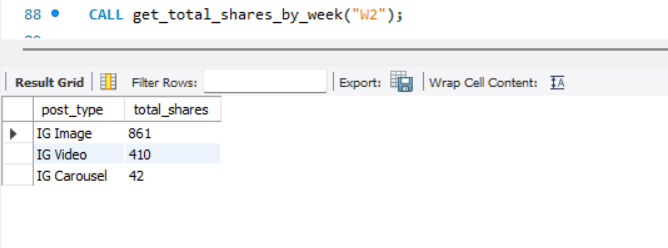 88 CALL get_total_shares_by_week("W2");
Result Grid Filter Rows: Export: Wrap Cell Content: IA
post_type total_shares
IG Image 861
IG Video 410
IG Carousel 42